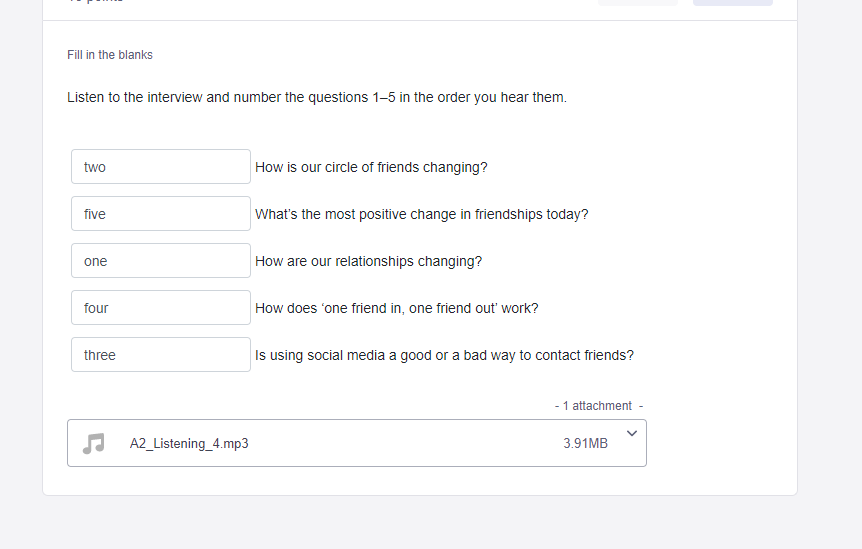 Fill in the blanks
Listen to the interview and number the questions 1–5 in the order you hear them.
two How is our circle of friends changing?
five What's the most positive change in friendships today?
one How are our relationships changing?
four How does ‘one friend in, one friend out’ work?
three Is using social media a good or a bad way to contact friends?
- 1 attachment -
A2_Listening_4.mp3 3.91MB